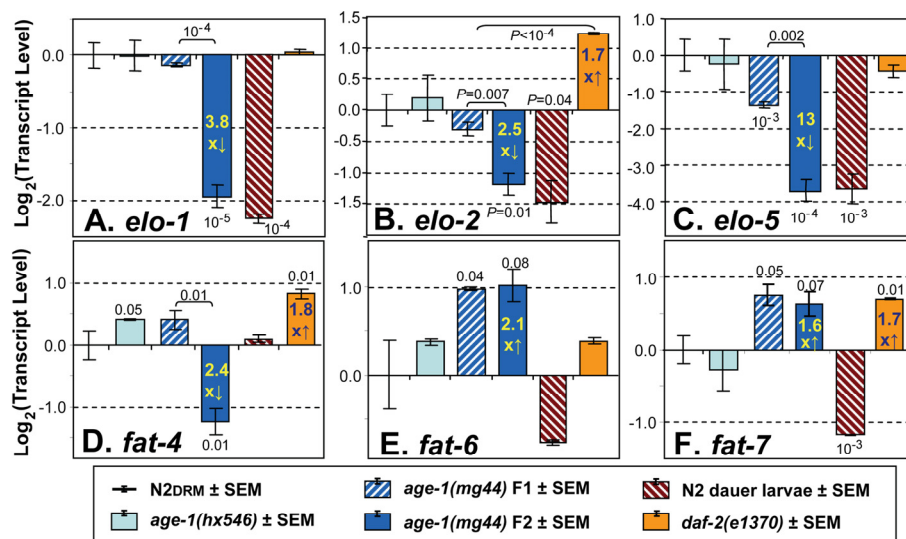 Log2(Transcript Level)
0.0
-1.0
-2.0
10-4
3.8
x↓
10-5
10-4
A. elo-1
1.5
1.0
0.5
0.0
-0.5
-1.0
-1.5
-2.5
P<10-4
1.7
x↑
P=0.007
P=0.04
2.5
x↓
P=0.01
B. elo-2
1.0
0.0
-1.0
-2.0
-3.0
-4.0
0.002
10-3
13
x↓
10-4
10-3
C. elo-5
Log2(Transcript Level)
1.0
0.0
-1.0
0.05
0.01
2.4
x↓
0.01
0.01
1.8
x↑
D. fat-4
1.0
0.0
0.04
0.08
2.1
x↑
E. fat-6
1.0
0.0
-1.0
0.05
0.07
1.6
x↑
10-3
0.01
1.7
x↑
F. fat-7
N2DRM ± SEM
age-1(mg44) F1 ± SEM
N2 dauer larvae ± SEM
age-1(hx546) ± SEM
age-1(mg44) F2 ± SEM
daf-2(e1370) ± SEM